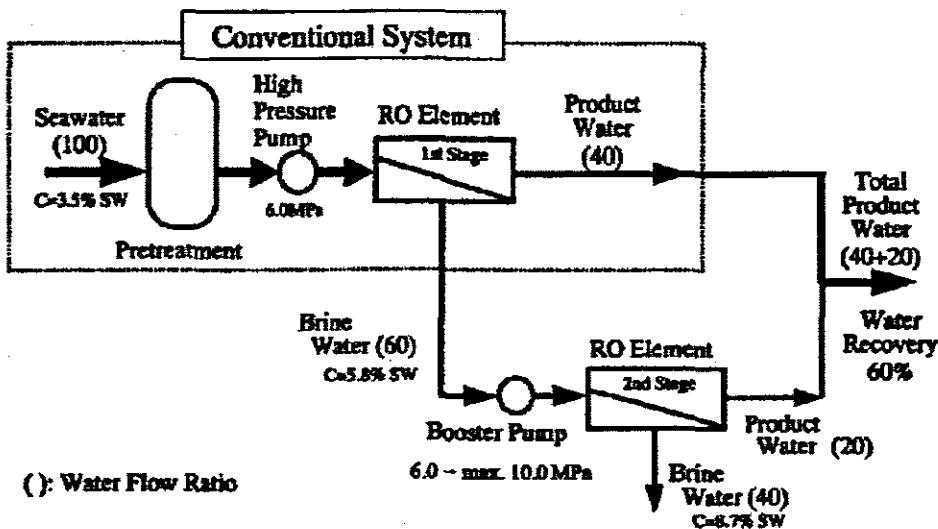 Conventional System
Seawater
(100)
C=3.5% SW
Pretreatment
High
Pressure
Pump
6.0MPa
RO Element
1st Stage
Product
Water
(40)
Total
Product
Water
(40+20)
Water
Recovery
60%
Brine
Water (60)
C=5.8% SW
Booster Pump
6.0 ~ max. 10.0 MPa
RO Element
2nd Stage
Product
Water (20)
Brine
Water (40)
C=8.7% SW
( ): Water Flow Ratio